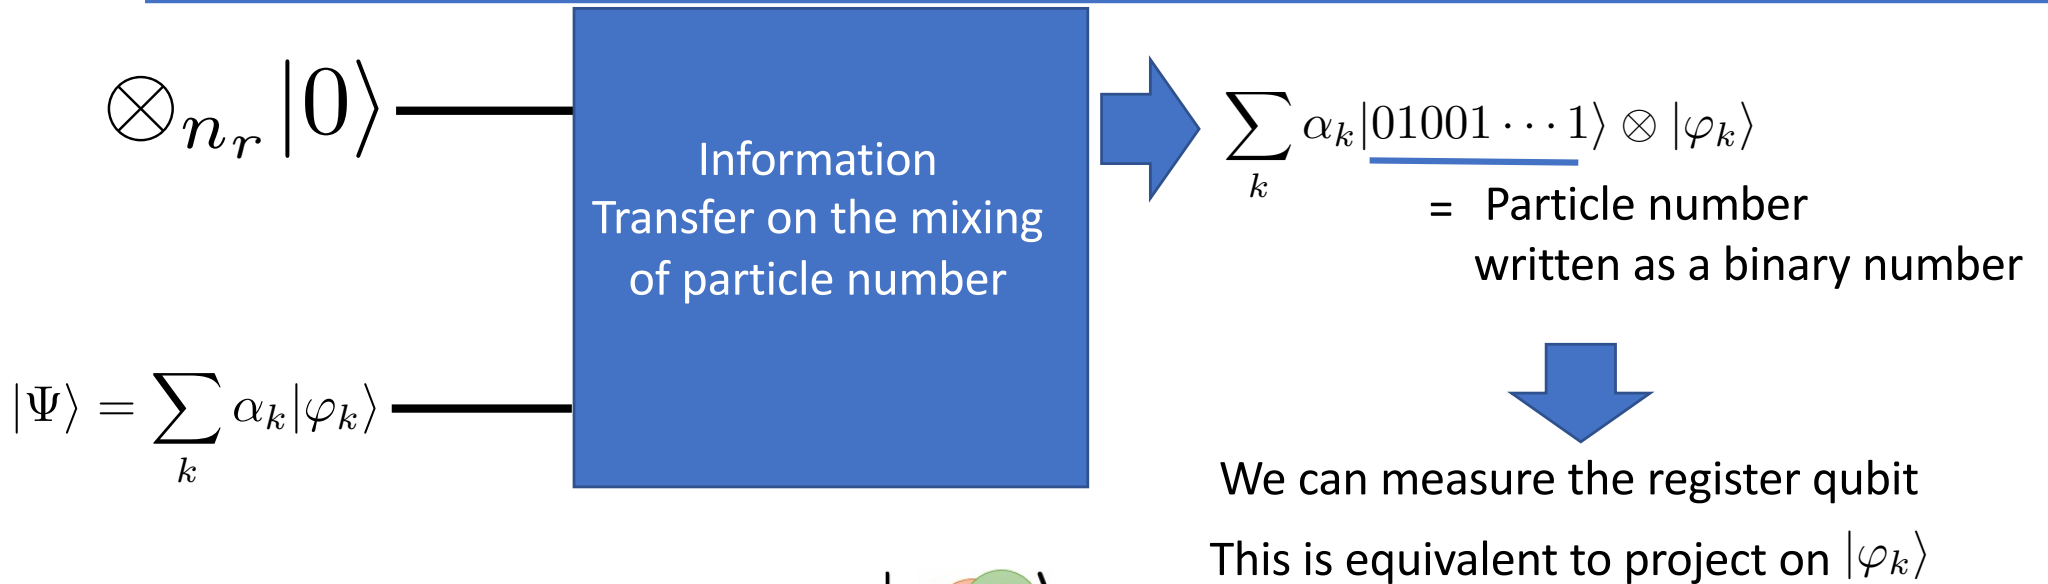 ⊗_{n_r} |0⟩
Information
Transfer on the mixing
of particle number
|Ψ⟩ = ∑_k α_k|φ_k⟩
∑_k α_k|01001 ⋯ 1⟩ ⊗ |φ_k⟩
= Particle number
written as a binary number
We can measure the register qubit
This is equivalent to project on |φ_k⟩